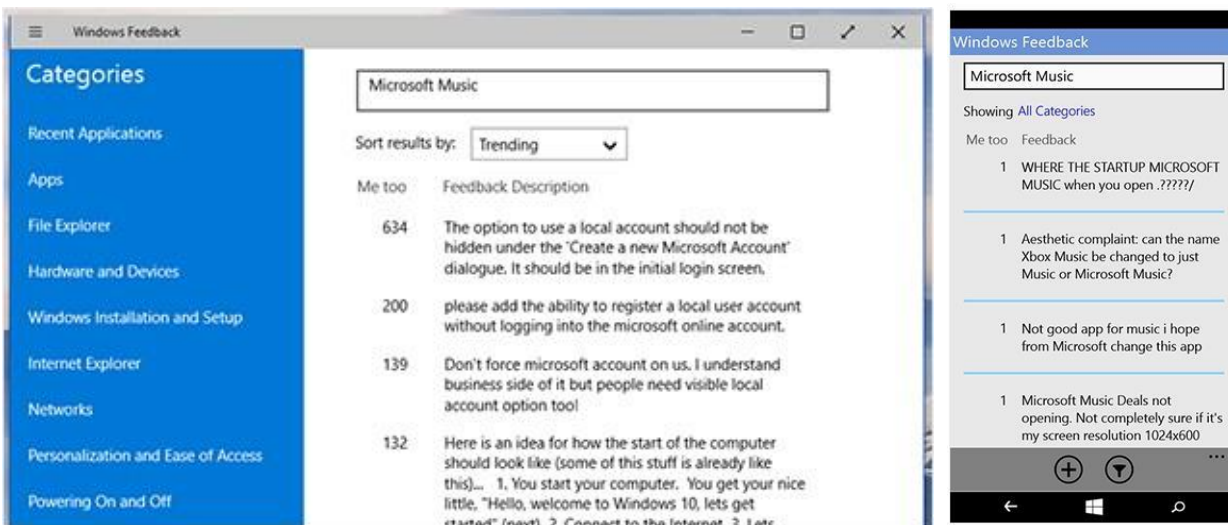 Windows Feedback
Categories
Recent Applications
Apps
File Explorer
Hardware and Devices
Windows Installation and Setup
Internet Explorer
Networks
Personalization and Ease of Access
Powering On and Off
Microsoft Music
Sort results by: Trending
Me too Feedback Description
634 The option to use a local account should not be
hidden under the 'Create a new Microsoft Account'
dialogue. It should be in the initial login screen.
200 please add the ability to register a local user account
without logging into the microsoft online account.
139 Don't force microsoft account on us. I understand
business side of it but people need visible local
account option too!
132 Here is an idea for how the start of the computer
should look like (some of this stuff is already like
this)... 1. You start your computer. You get your nice
little, "Hello, welcome to Windows 10, lets get
started" (next) 2. Connect to the Internet 3. Lets
Windows Feedback
Microsoft Music
Showing All Categories
Me too Feedback
1 WHERE THE STARTUP MICROSOFT
MUSIC when you open .?????/
1 Aesthetic complaint: can the name
Xbox Music be changed to just
Music or Microsoft Music?
1 Not good app for music i hope
from Microsoft change this app
1 Microsoft Music Deals not
opening. Not completely sure if it's
my screen resolution 1024x600